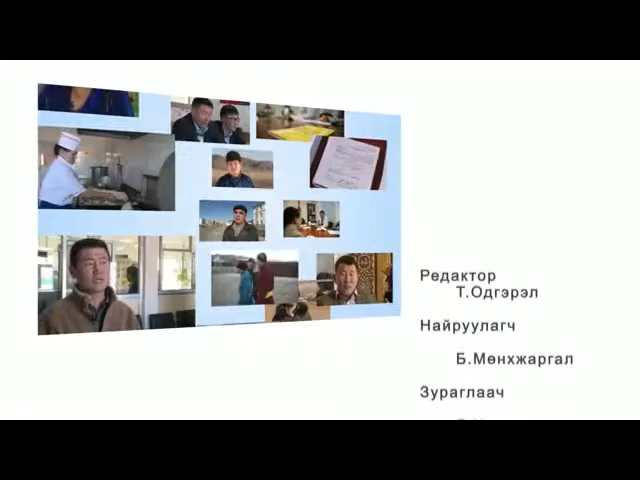 Редактор
Т.Одгэрэл
Найруулагч
Б.Мөнхжаргал
Зураглаач